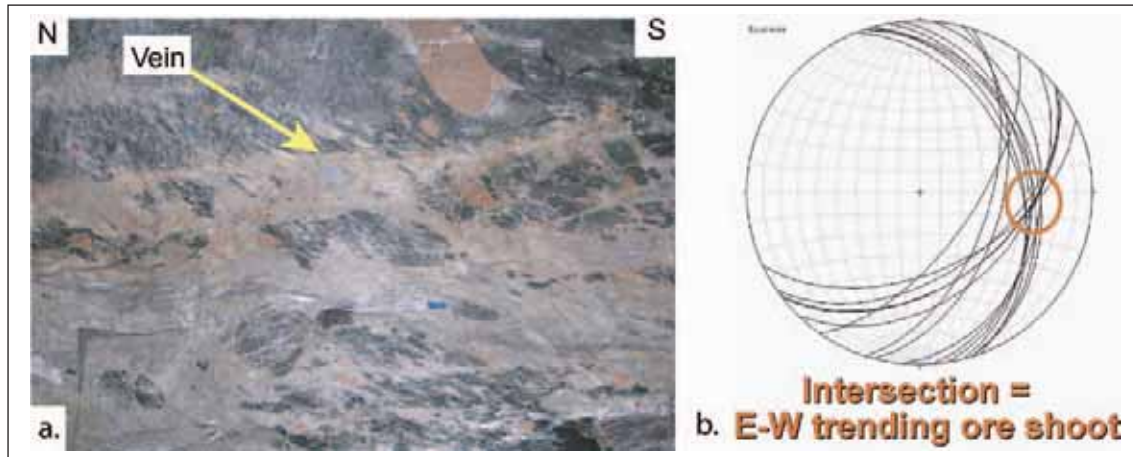 N
S
Vein
a.
b.
Intersection =
E-W trending ore shoot